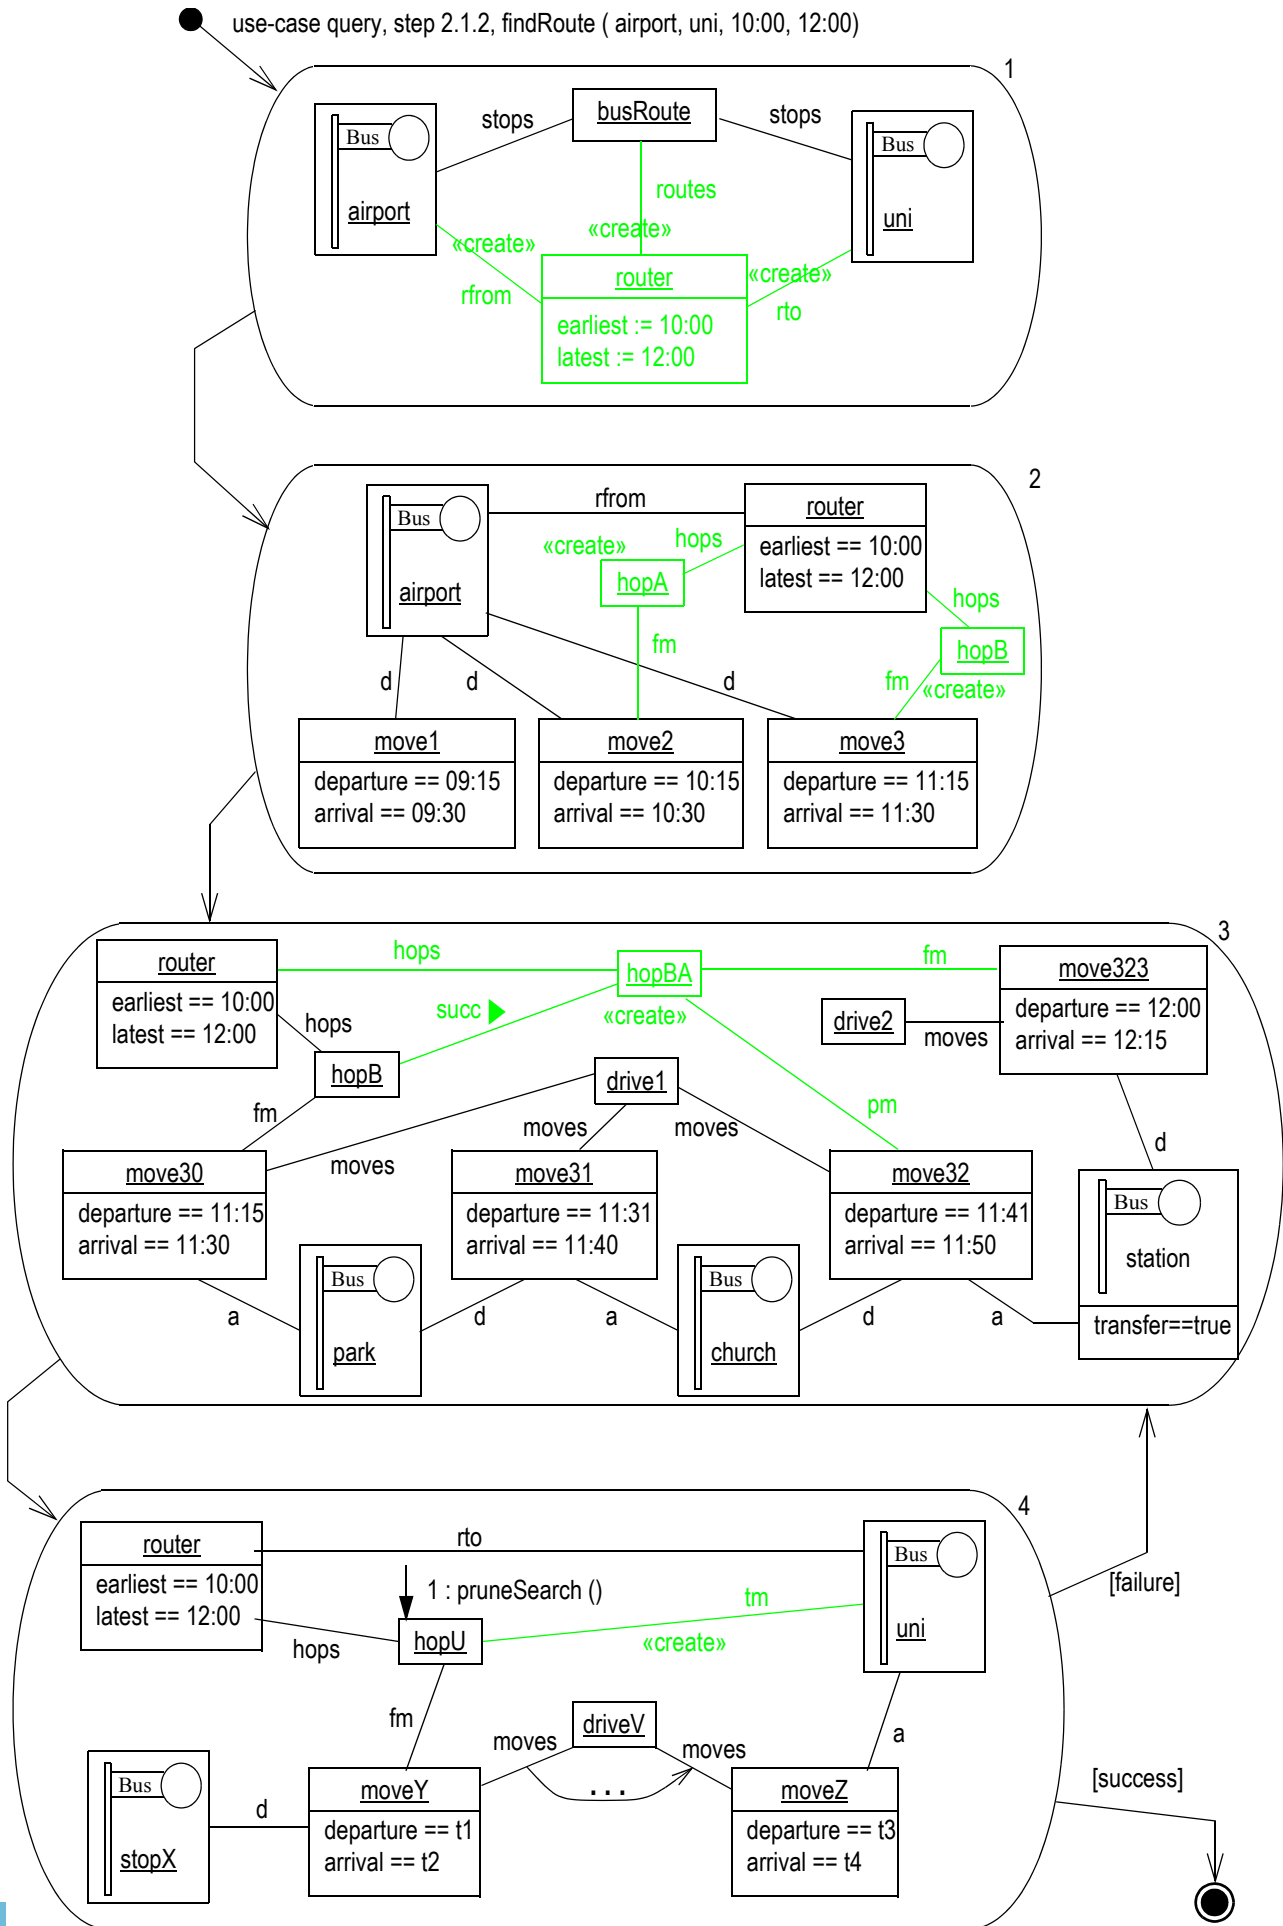 use-case query, step 2.1.2, findRoute ( airport, uni, 10:00, 12:00)
1
Bus
airport
stops
busRoute
stops
Bus
uni
routes
«create»
«create»
«create»
rfrom
rto
router
earliest := 10:00
latest := 12:00
2
Bus
airport
rfrom
router
earliest == 10:00
latest == 12:00
«create»
hops
hopA
fm
hops
hopB
fm
«create»
d
d
d
move1
departure == 09:15
arrival == 09:30
move2
departure == 10:15
arrival == 10:30
move3
departure == 11:15
arrival == 11:30
3
router
earliest == 10:00
latest == 12:00
hops
hopBA
«create»
fm
move323
departure == 12:00
arrival == 12:15
succ
hops
hopB
drive2
moves
drive1
fm
moves
moves
moves
pm
d
move30
departure == 11:15
arrival == 11:30
move31
departure == 11:31
arrival == 11:40
move32
departure == 11:41
arrival == 11:50
Bus
station
transfer==true
a
Bus
park
d
a
Bus
church
d
a
4
router
earliest == 10:00
latest == 12:00
rto
Bus
uni
1 : pruneSearch ()
hops
hopU
tm
«create»
[failure]
fm
moves
driveV
moves
a
[success]
Bus
stopX
d
moveY
departure == t1
arrival == t2
...
moveZ
departure == t3
arrival == t4